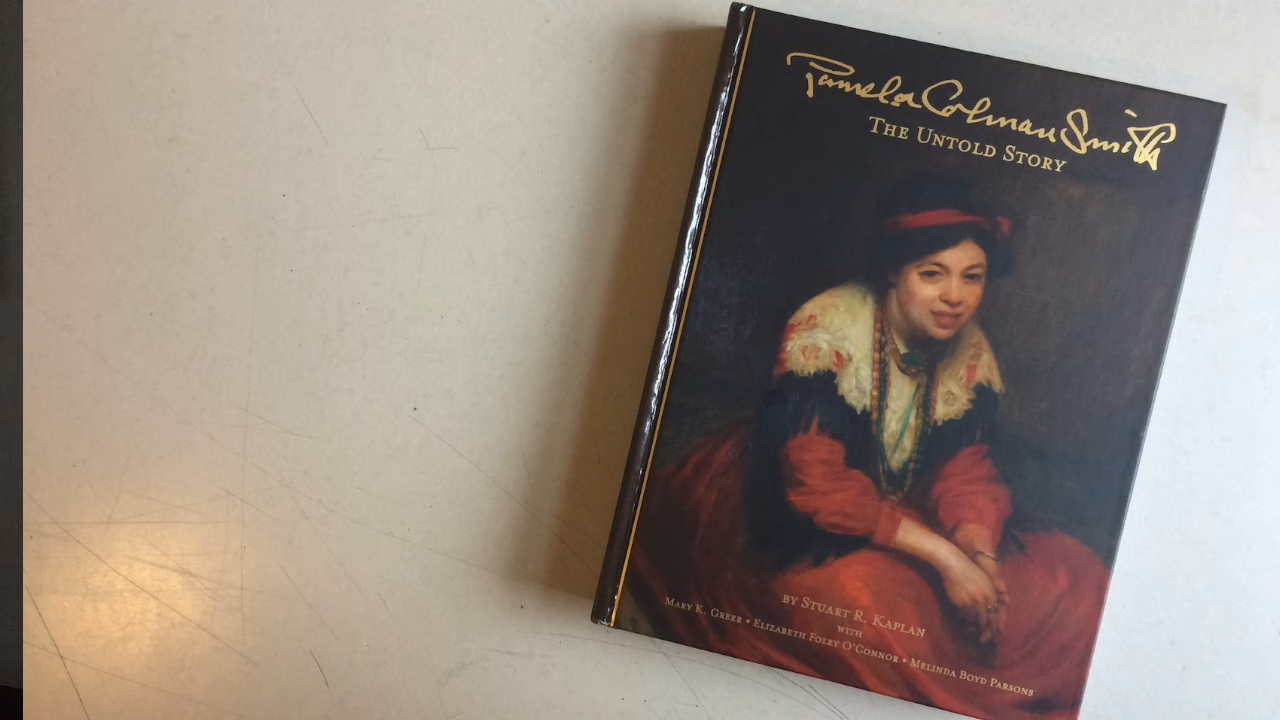 Pamela Colman Smith
The Untold Story
by Stuart R. Kaplan
with
Mary K. Greer • Elizabeth Foley O'Connor • Melinda Boyd Parsons